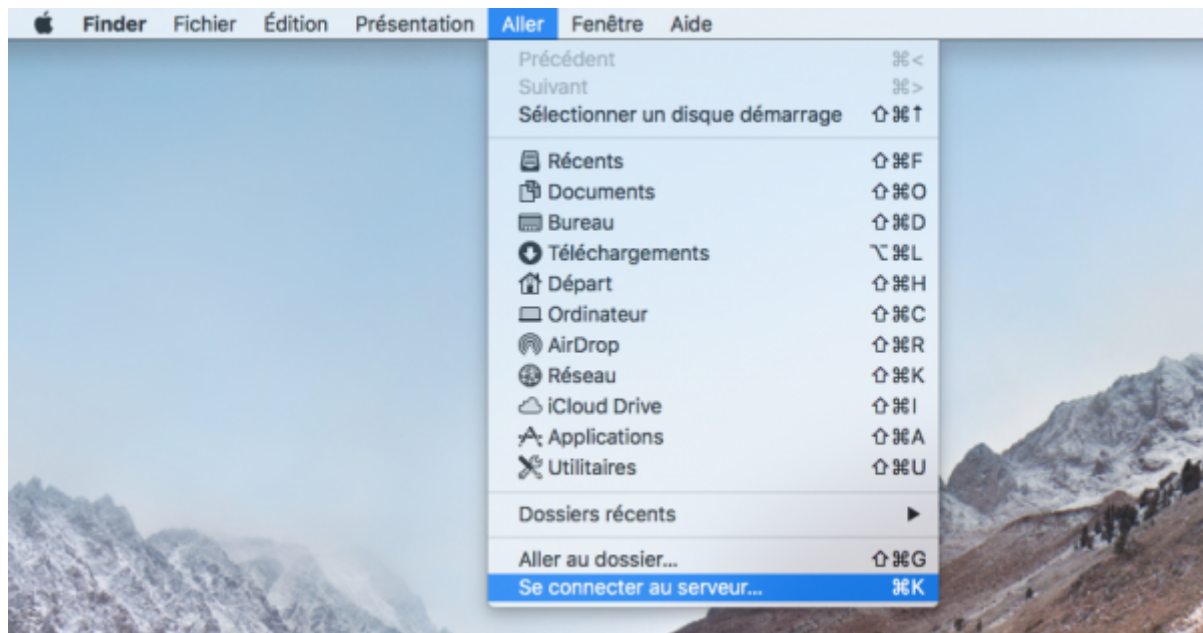 Finder Fichier Édition Présentation Aller Fenêtre Aide
Précédent ⌘<
Suivant ⌘>
Sélectionner un disque démarrage ⇧⌘↑
Récents ⇧⌘F
Documents ⇧⌘O
Bureau ⇧⌘D
Téléchargements ⌥⌘L
Départ ⇧⌘H
Ordinateur ⇧⌘C
AirDrop ⇧⌘R
Réseau ⇧⌘K
iCloud Drive ⇧⌘I
Applications ⇧⌘A
Utilitaires ⇧⌘U
Dossiers récents ▶
Aller au dossier... ⇧⌘G
Se connecter au serveur... ⌘K